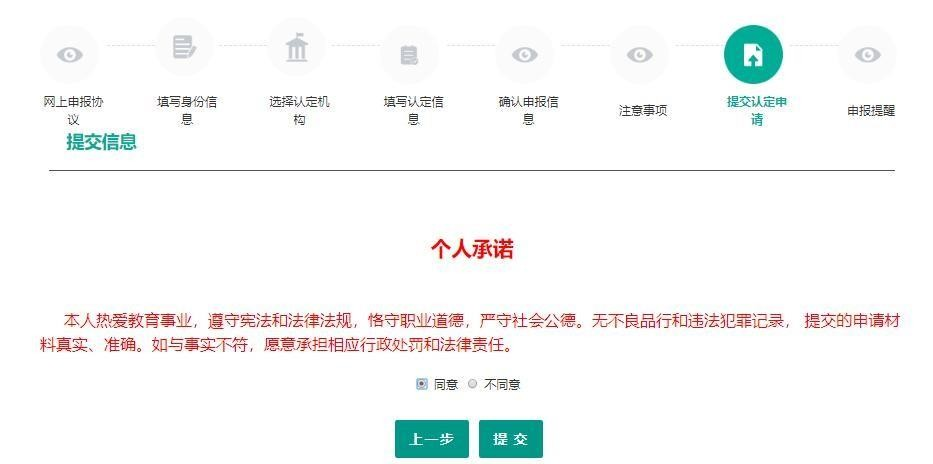 网上申报协
议
填写身份信
息
选择认定机
构
填写认定信
息
确认申报信
息
注意事项
提交认定申
请
申报提醒
提交信息
个人承诺
本人热爱教育事业，遵守宪法和法律法规，恪守职业道德，严守社会公德。无不良品行和违法犯罪记录， 提交的申请材
料真实、准确。如与事实不符，愿意承担相应行政处罚和法律责任。
同意 不同意
上一步 提 交